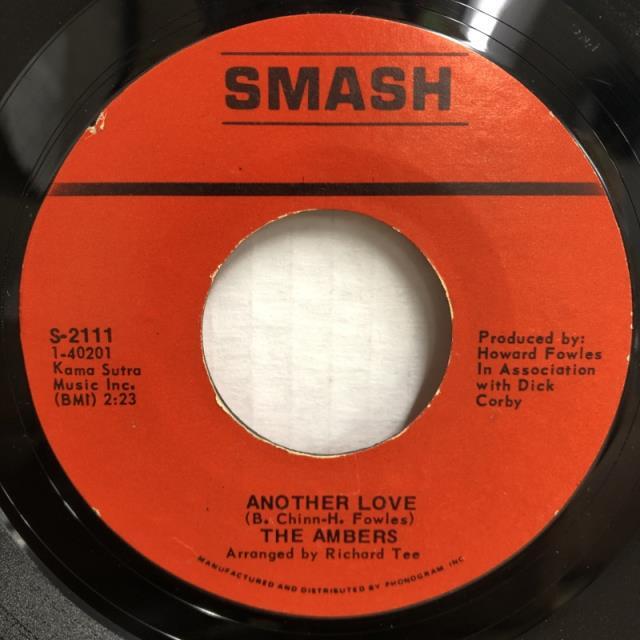 SMASH
S-2111
1-40201
Kama Sutra
Music Inc.
(BMI) 2:23
Produced by:
Howard Fowles
In Association
with Dick
Corby
ANOTHER LOVE
(B. Chinn-H. Fowles)
THE AMBERS
Arranged by Richard Tee
MANUFACTURED AND DISTRIBUTED BY PHONOGRAM, INC